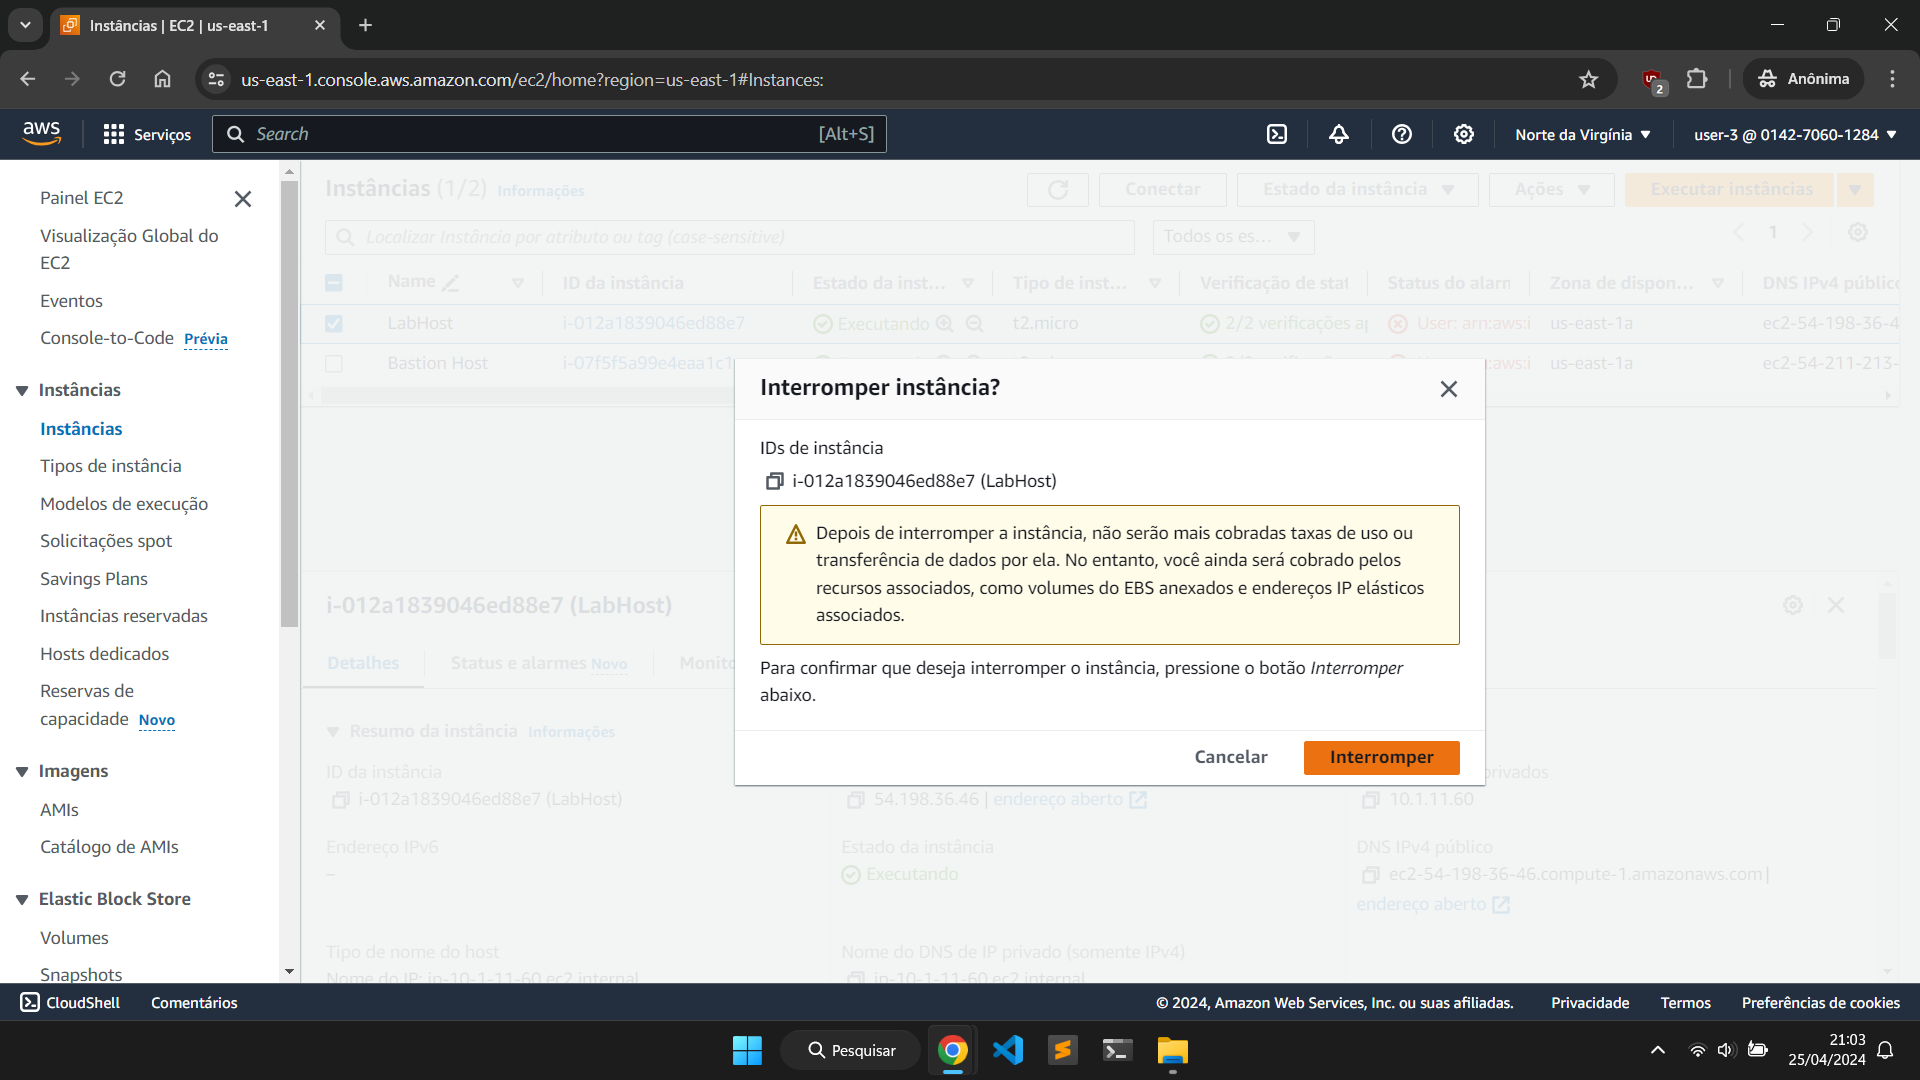 Instâncias | EC2 | us-east-1
us-east-1.console.aws.amazon.com/ec2/home?region=us-east-1#Instances:
2
Anônima
aws
Serviços
Search
[Alt+S]
Norte da Virgínia
user-3 @ 0142-7060-1284
Painel EC2
Visualização Global do
EC2
Eventos
Console-to-Code Prévia
Instâncias
Instâncias
Tipos de instância
Modelos de execução
Solicitações spot
Savings Plans
Instâncias reservadas
Hosts dedicados
Reservas de
capacidade Novo
Imagens
AMIs
Catálogo de AMIs
Elastic Block Store
Volumes
Snapshots
Instâncias (1/2) Informações
Conectar
Estado da instância
Ações
Executar instâncias
Localizar Instância por atributo ou tag (case-sensitive)
Todos os es...
1
Name
ID da instância
Estado da inst...
Tipo de inst...
Verificação de stat
Status do alarm
Zona de dispon...
DNS IPv4 público
LabHost
i-012a1839046ed88e7
Executando
t2.micro
2/2 verificações ap
User: arn:aws:i
us-east-1a
ec2-54-198-36-4
Bastion Host
i-07f5f5a99e4eaa1c1
arn:aws:i
us-east-1a
ec2-54-211-213-
Interromper instância?
IDs de instância
i-012a1839046ed88e7 (LabHost)
Depois de interromper a instância, não serão mais cobradas taxas de uso ou
transferência de dados por ela. No entanto, você ainda será cobrado pelos
recursos associados, como volumes do EBS anexados e endereços IP elásticos
associados.
Para confirmar que deseja interromper o instância, pressione o botão Interromper
abaixo.
Cancelar
Interromper
i-012a1839046ed88e7 (LabHost)
Detalhes
Status e alarmes Novo
Monito
Resumo da instância Informações
ID da instância
i-012a1839046ed88e7 (LabHost)
54.198.36.46 | endereço aberto
privados
10.1.11.60
Endereço IPv6
–
Estado da instância
Executando
DNS IPv4 público
ec2-54-198-36-46.compute-1.amazonaws.com |
endereço aberto
Tipo de nome do host
Nome do IP: ip-10-1-11-60.ec2.internal
Nome do DNS de IP privado (somente IPv4)
ip-10-1-11-60.ec2.internal
CloudShell
Comentários
© 2024, Amazon Web Services, Inc. ou suas afiliadas.
Privacidade
Termos
Preferências de cookies
Pesquisar
21:03
25/04/2024